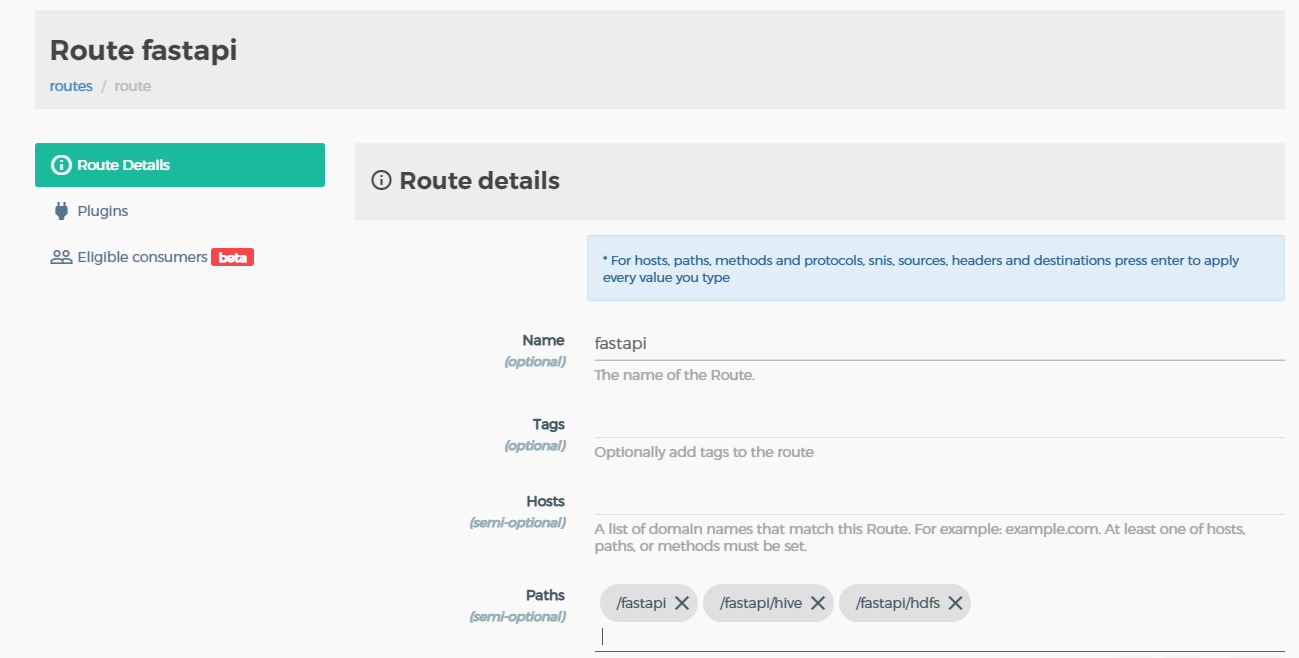 Route fastapi
routes / route
Route Details
Plugins
Eligible consumers beta
Route details
* For hosts, paths, methods and protocols, snis, sources, headers and destinations press enter to apply
every value you type
Name
(optional)
fastapi
The name of the Route.
Tags
(optional)
Optionally add tags to the route
Hosts
(semi-optional)
A list of domain names that match this Route. For example: example.com. At least one of hosts,
paths, or methods must be set.
Paths
(semi-optional)
/fastapi /fastapi/hive /fastapi/hdfs